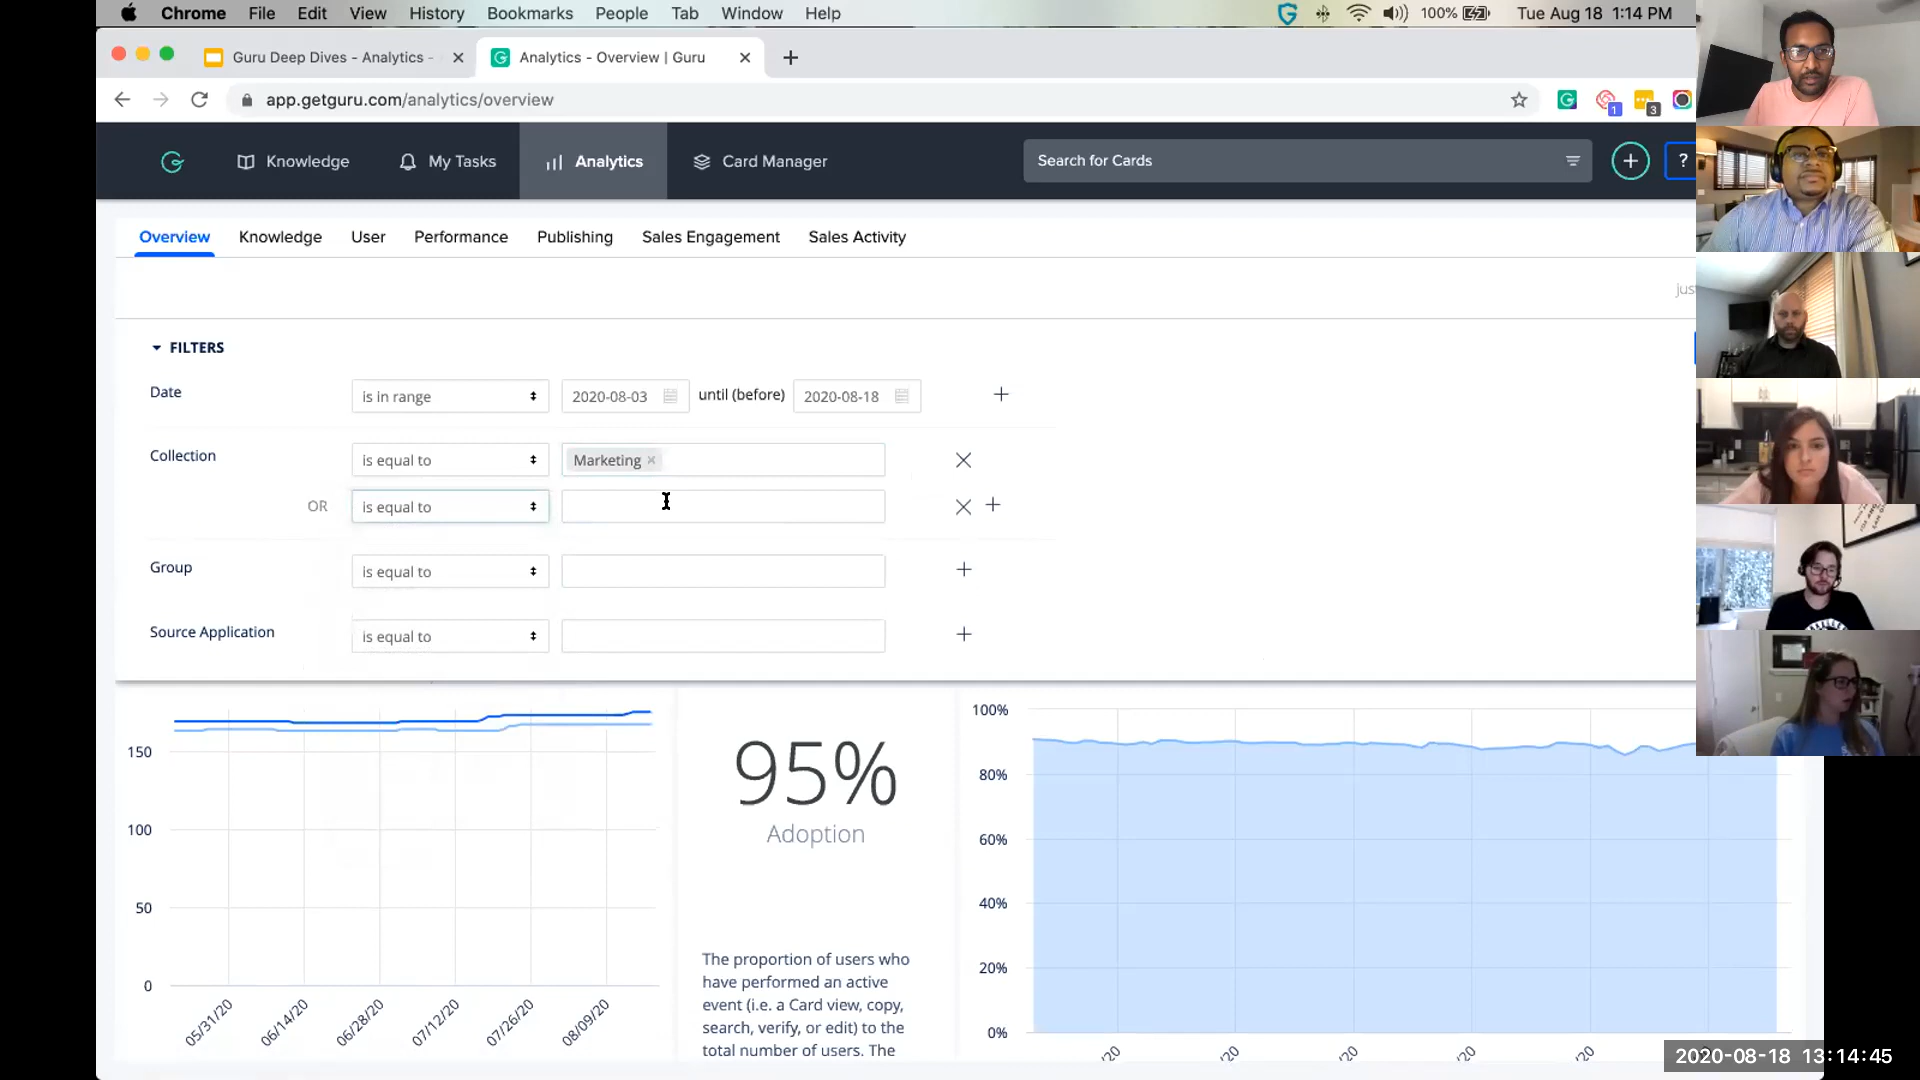 Chrome File Edit View History Bookmarks People Tab Window Help 100% Tue Aug 18 1:14 PM
Guru Deep Dives - Analytics - Analytics - Overview | Guru
app.getguru.com/analytics/overview 1 3
Knowledge My Tasks Analytics Card Manager Search for Cards ?
Overview Knowledge User Performance Publishing Sales Engagement Sales Activity
FILTERS
Date is in range 2020-08-03 until (before) 2020-08-18
Collection is equal to Marketing
OR is equal to
Group is equal to
Source Application is equal to
150
100
50
0
05/31/20 06/14/20 06/28/20 07/12/20 07/26/20 08/09/20
95%
Adoption
The proportion of users who
have performed an active
event (i.e. a Card view, copy,
search, verify, or edit) to the
total number of users. The
100%
80%
60%
40%
20%
0%
/20 /20 /20 /20 /20
2020-08-18 13:14:45